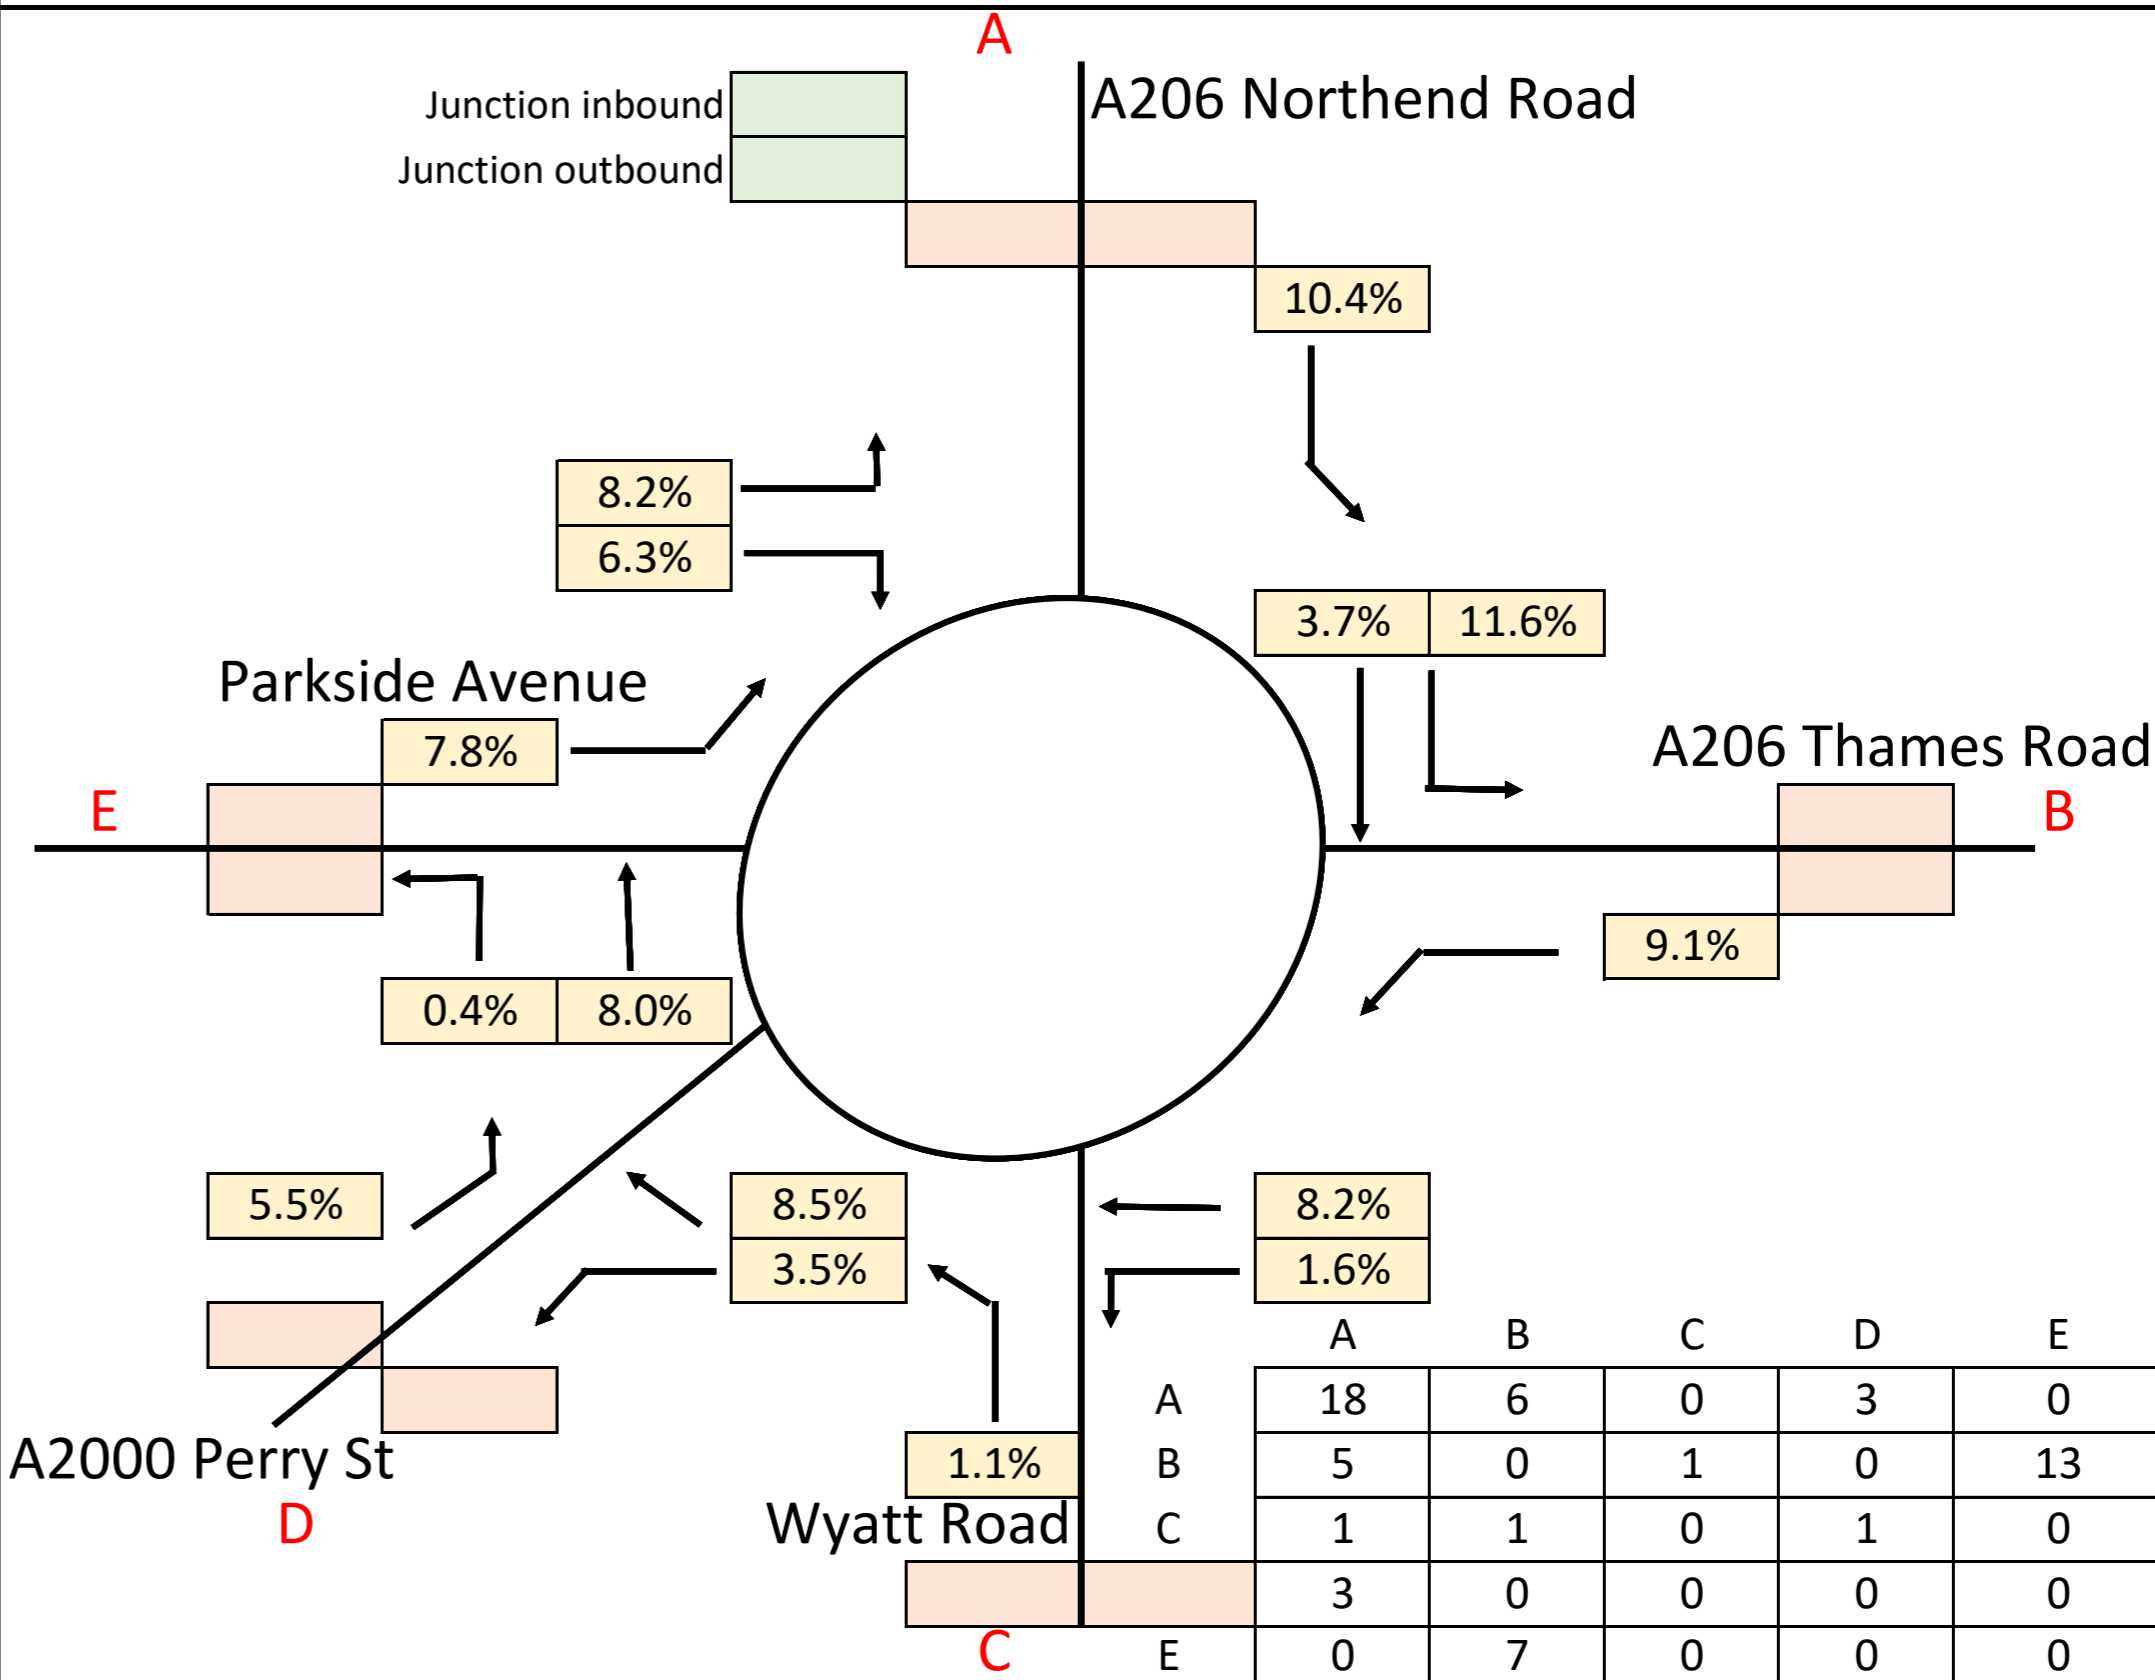 A
A206 Northend Road
Junction inbound
Junction outbound
10.4%
8.2%
6.3%
3.7% 11.6%
Parkside Avenue
7.8%
A206 Thames Road
E
B
9.1%
0.4% 8.0%
5.5%
8.5%
3.5%
8.2%
1.6%
A B C D E
A 18 6 0 3 0
A2000 Perry St
1.1%
B 5 0 1 0 13
D
Wyatt Road
C 1 1 0 1 0
3 0 0 0 0
C
E 0 7 0 0 0